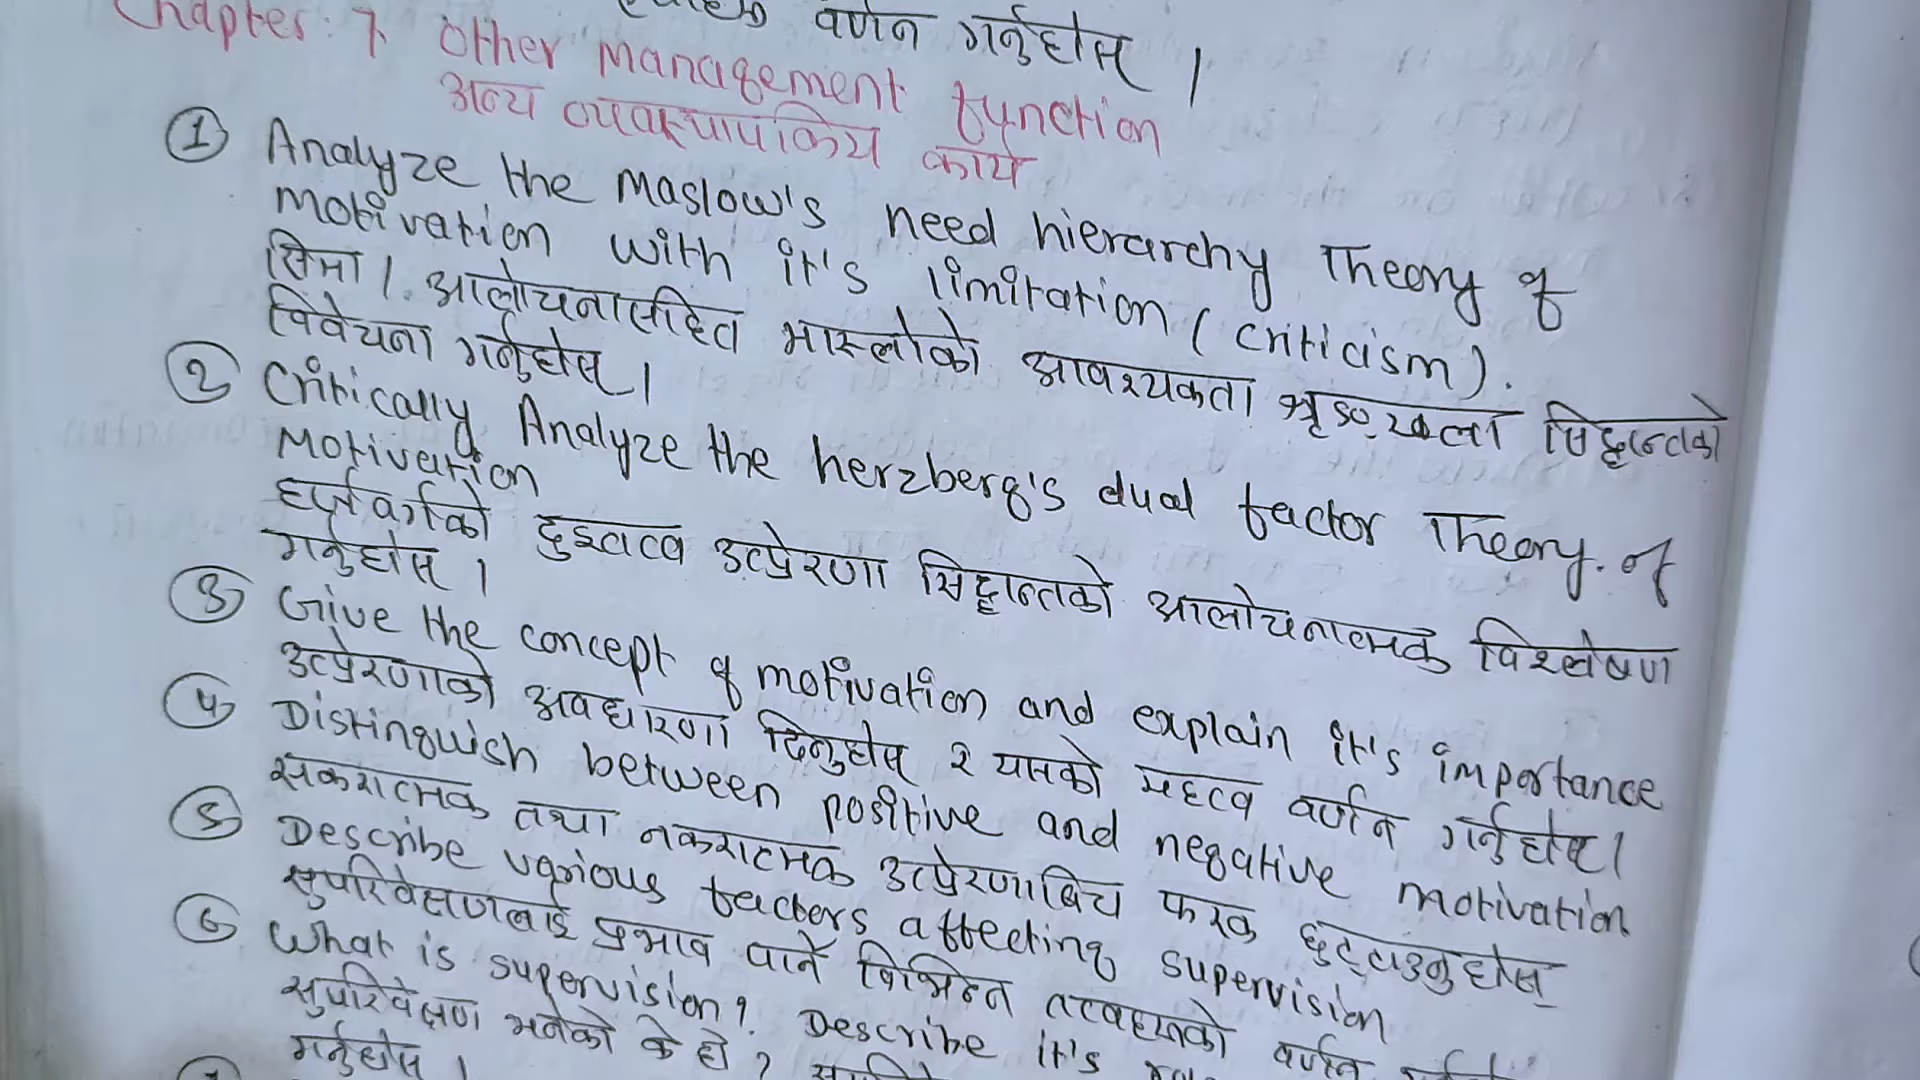 वर्णन गर्नुहोस् ।
Chapter: 7. Other management function
अन्य व्यवस्थापकिय कार्य
① Analyze the Maslow's need hierarchy Theory of
motivation with it's limitation (criticism).
सिमा / आलोचनासहित मास्लोको आवश्यकता श्रृङ्खला सिद्धान्तको
विवेचना गर्नुहोस् ।
② Critically Analyze the herzberg's dual factor Theory. of
Motivation
हर्जवर्गको दुइतत्व उत्प्रेरणा सिद्धान्तको आलोचनात्मक विश्लेषण
गर्नुहोस् ।
③ Give the concept of motivation and explain it's importance
उत्प्रेरणाको अवधारणा दिनुहोस् र यसको महत्व वर्णन गर्नुहोस् ।
④ Distinguish between positive and negative motivation
सकरात्मक तथा नकरात्मक उत्प्रेरणाबिच फरक छुट्टाउनुहोस्
⑤ Describe various factors affecting supervision
सुपरिवेक्षणलाई प्रभाव पार्ने विभिन्न तत्वहरुको वर्णन
⑥ What is supervision?. Describe it's
सुपरिवेक्षण भनेको के हो ?
गर्नुहोस् ।